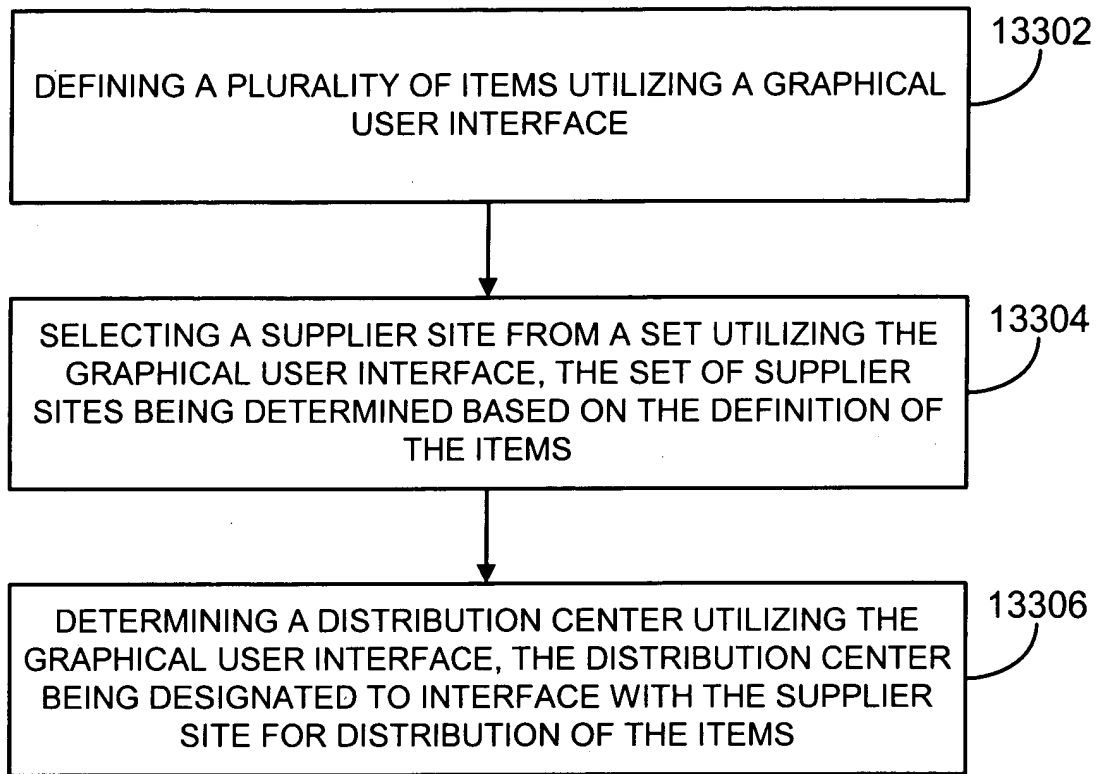 13302
DEFINING A PLURALITY OF ITEMS UTILIZING A GRAPHICAL
USER INTERFACE
13304
SELECTING A SUPPLIER SITE FROM A SET UTILIZING THE
GRAPHICAL USER INTERFACE, THE SET OF SUPPLIER
SITES BEING DETERMINED BASED ON THE DEFINITION OF
THE ITEMS
13306
DETERMINING A DISTRIBUTION CENTER UTILIZING THE
GRAPHICAL USER INTERFACE, THE DISTRIBUTION CENTER
BEING DESIGNATED TO INTERFACE WITH THE SUPPLIER
SITE FOR DISTRIBUTION OF THE ITEMS